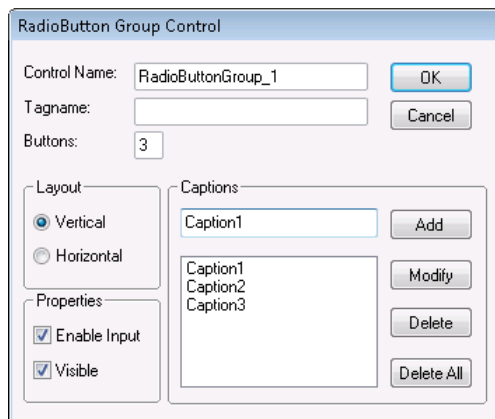 RadioButton Group Control
Control Name: RadioButtonGroup_1 OK
Tagname: Cancel
Buttons: 3
Layout
Vertical
Horizontal
Properties
Enable Input
Visible
Captions
Caption1 Add
Caption1
Caption2
Caption3
Modify
Delete
Delete All